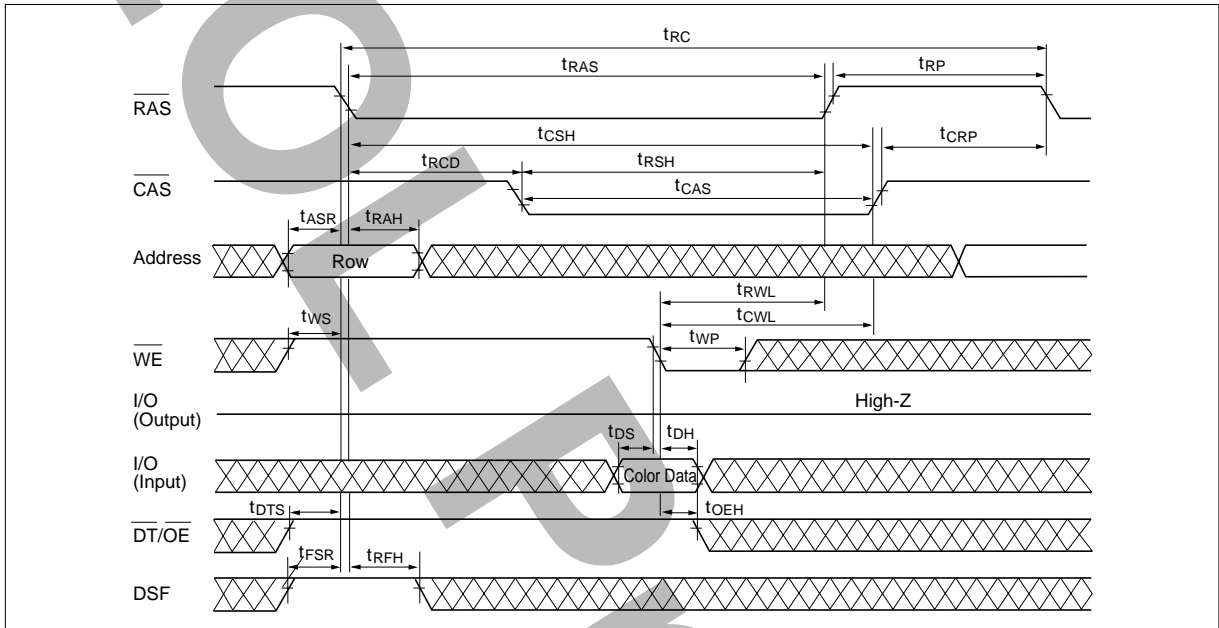 tRC
tRAS
tRP
RAS
tCSH
tCRP
tRCD
tRSH
CAS
tCAS
tASR
tRAH
Address
Row
tRWL
tCWL
tWS
tWP
WE
I/O
(Output)
High-Z
tDS
tDH
I/O
(Input)
Color Data
tDTS
tOEH
DT/OE
tFSR
tRFH
DSF